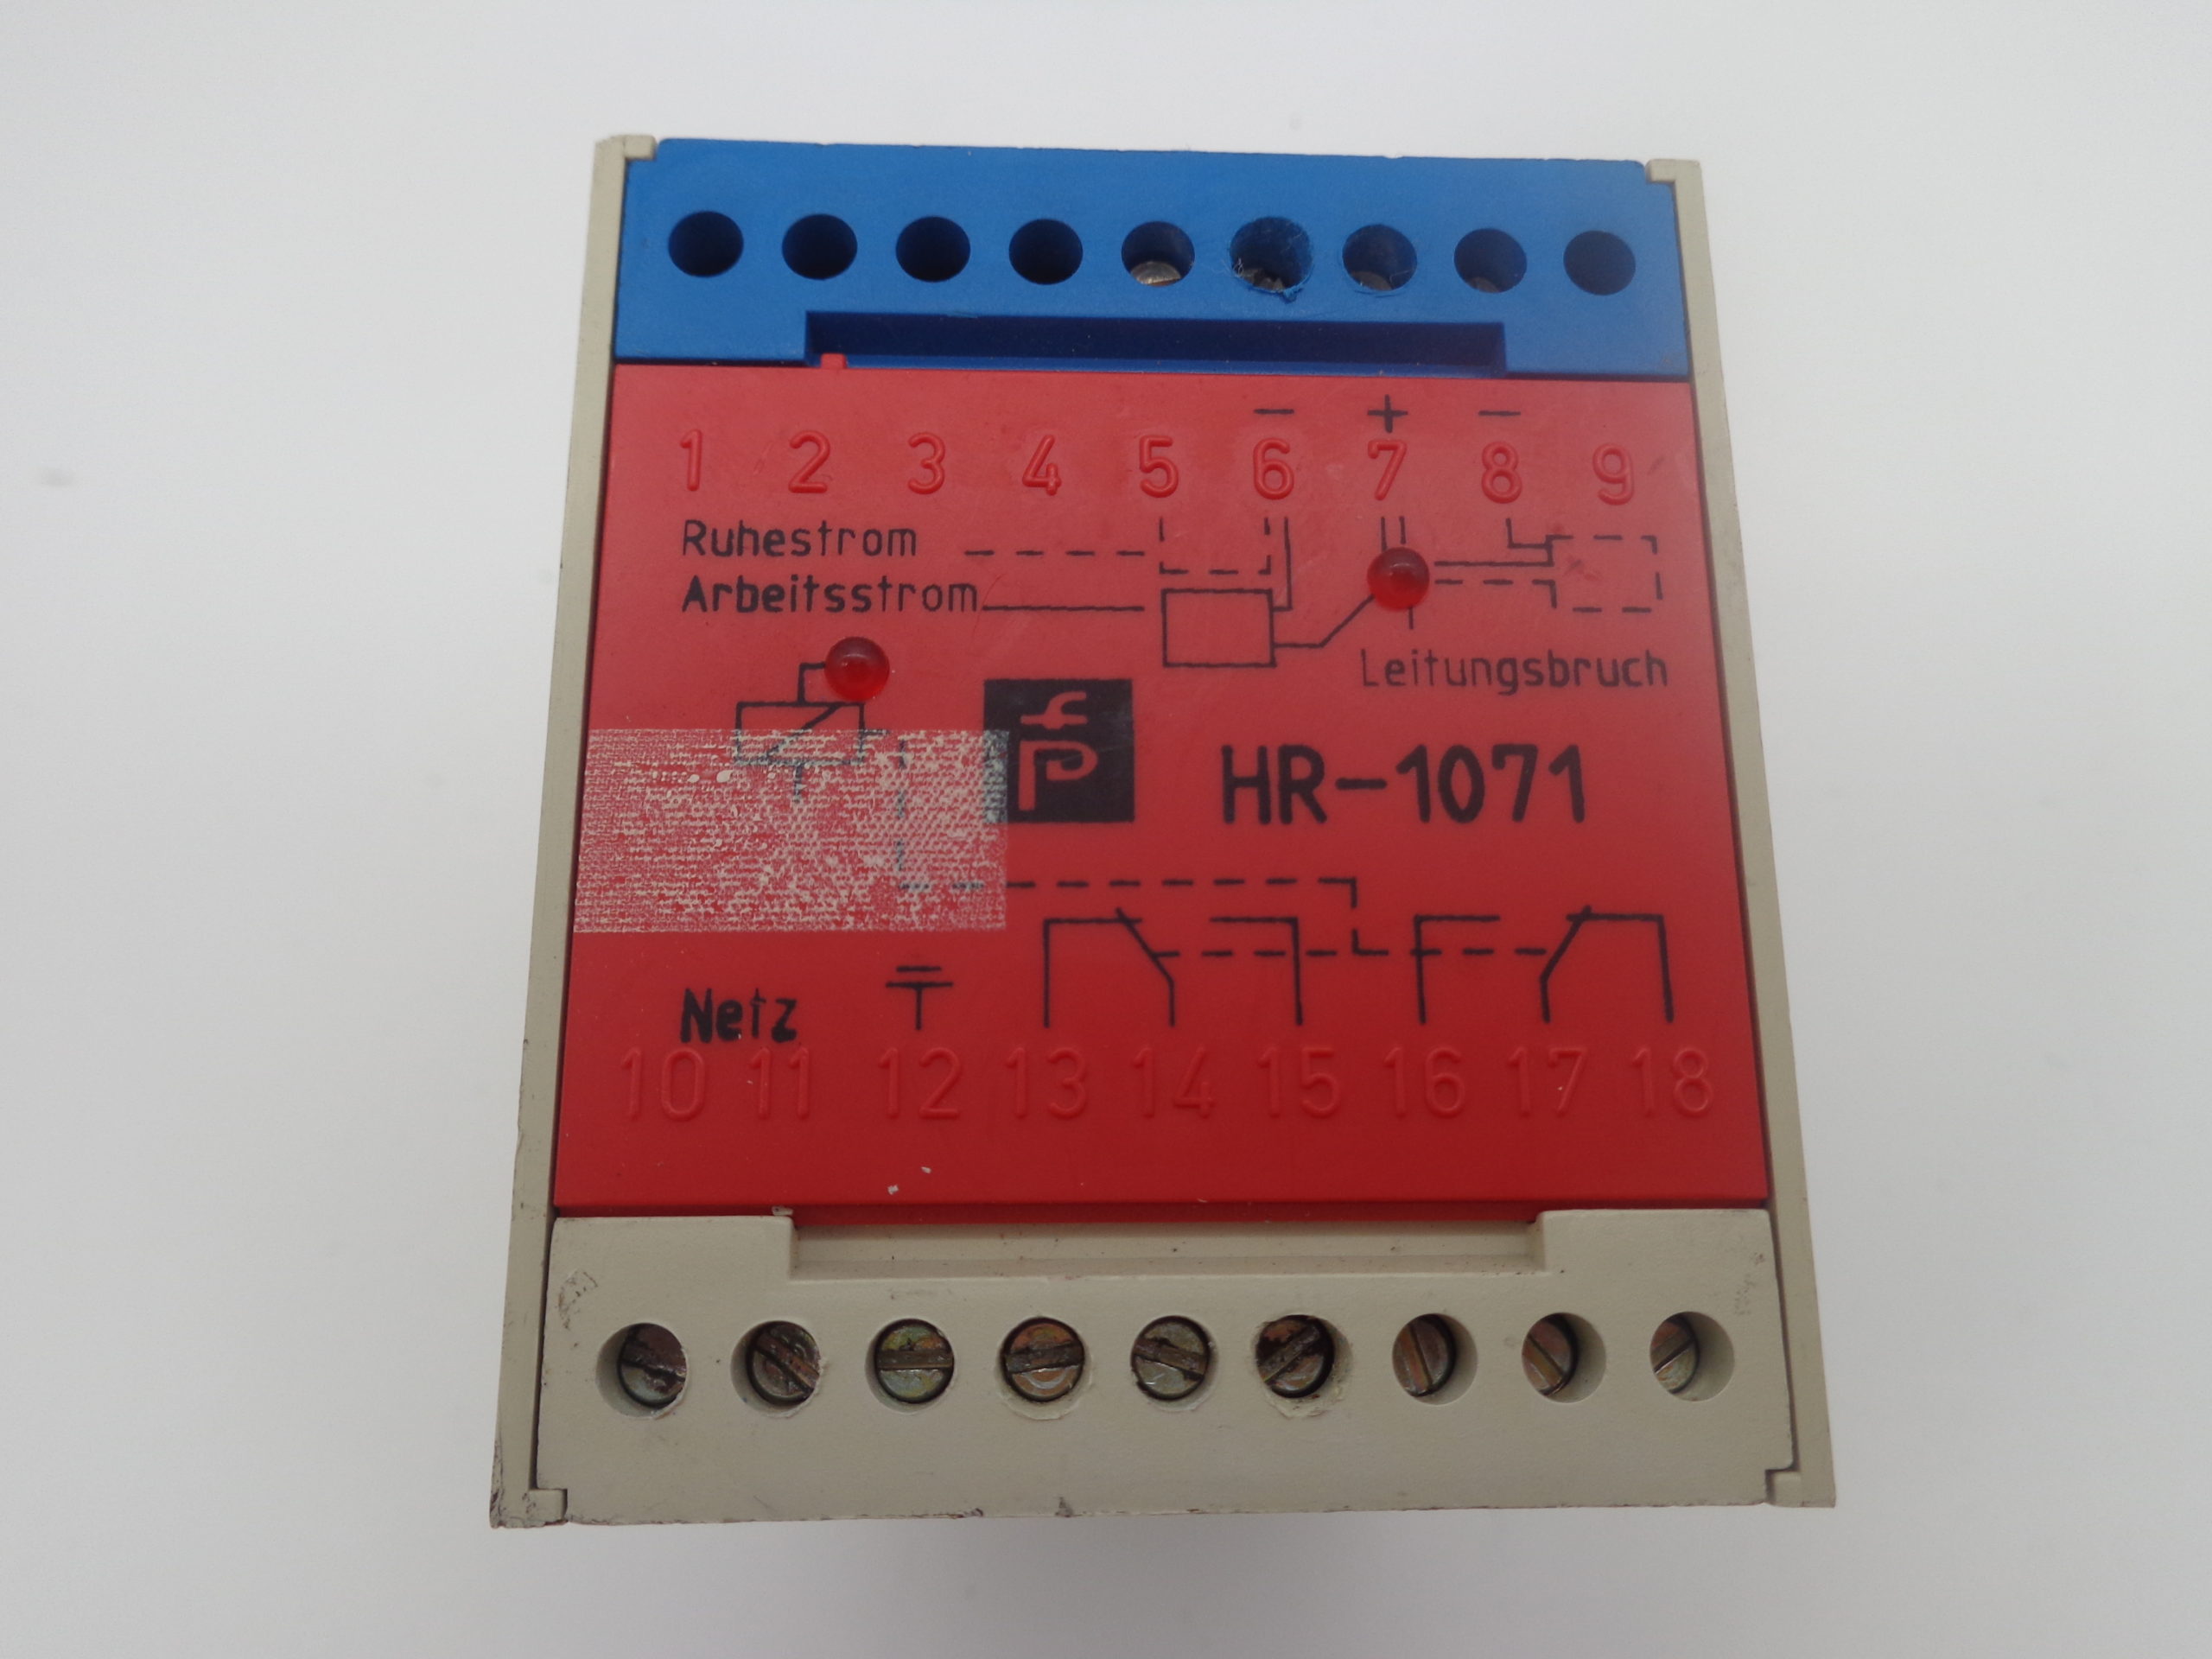 − + −
1 2 3 4 5 6 7 8 9
Ruhestrom
Arbeitsstrom
Leitungsbruch
fp
HR-1071
Netz
10 11 12 13 14 15 16 17 18